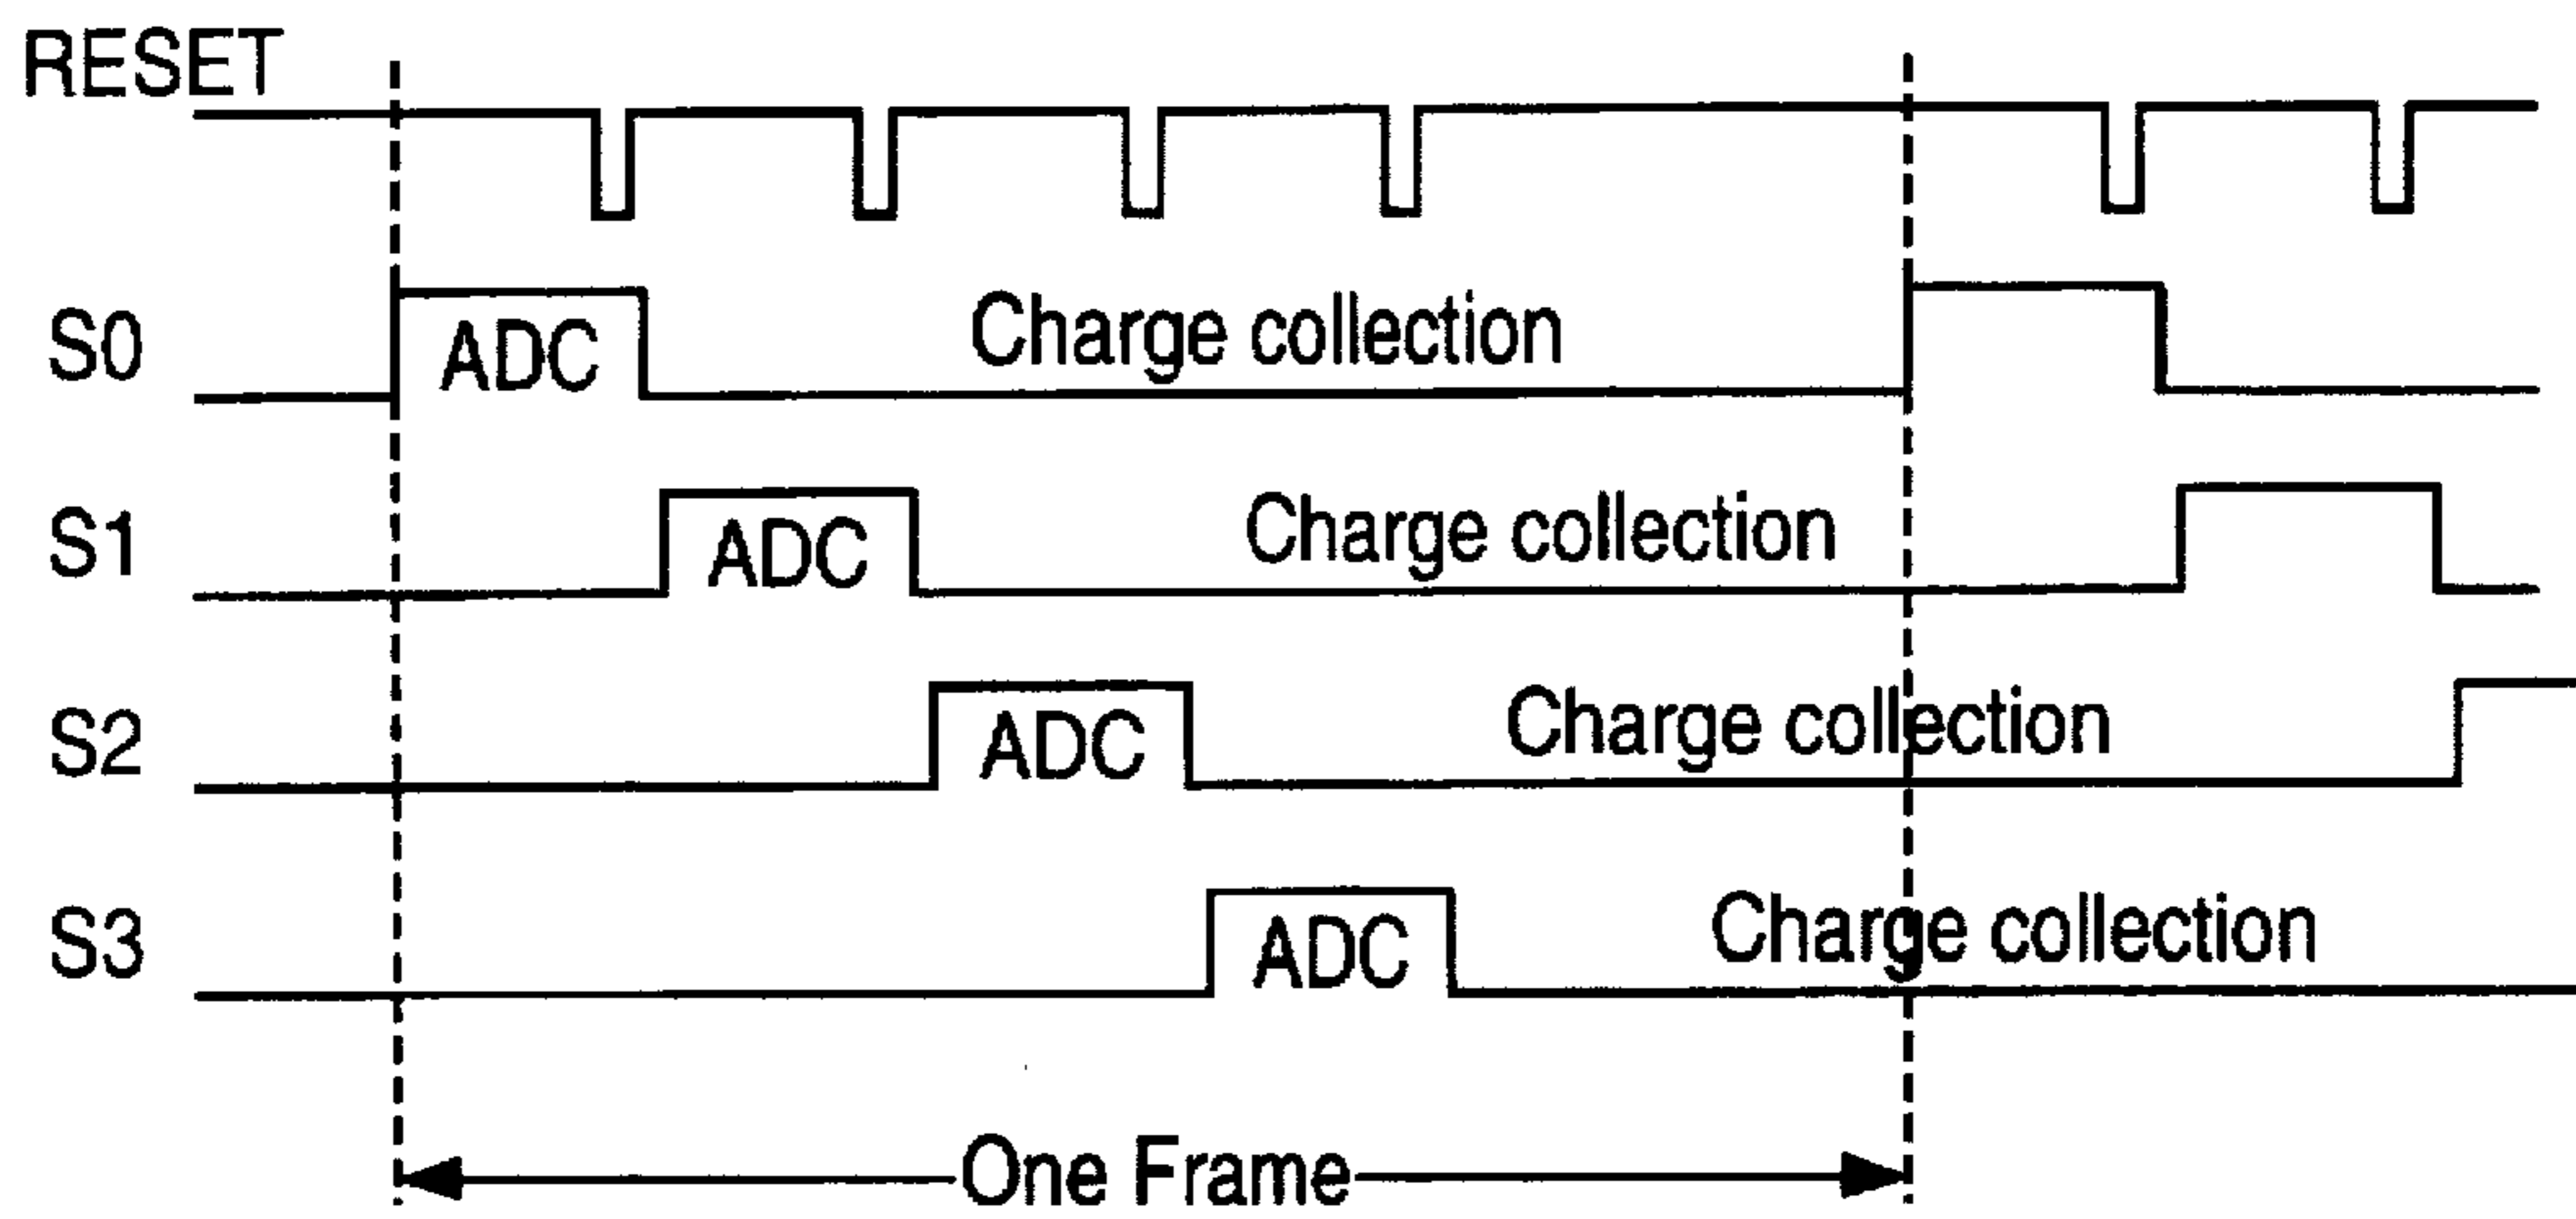 RESET
S0
ADC
Charge collection
S1
ADC
Charge collection
S2
ADC
Charge collection
S3
ADC
Charge collection
One Frame